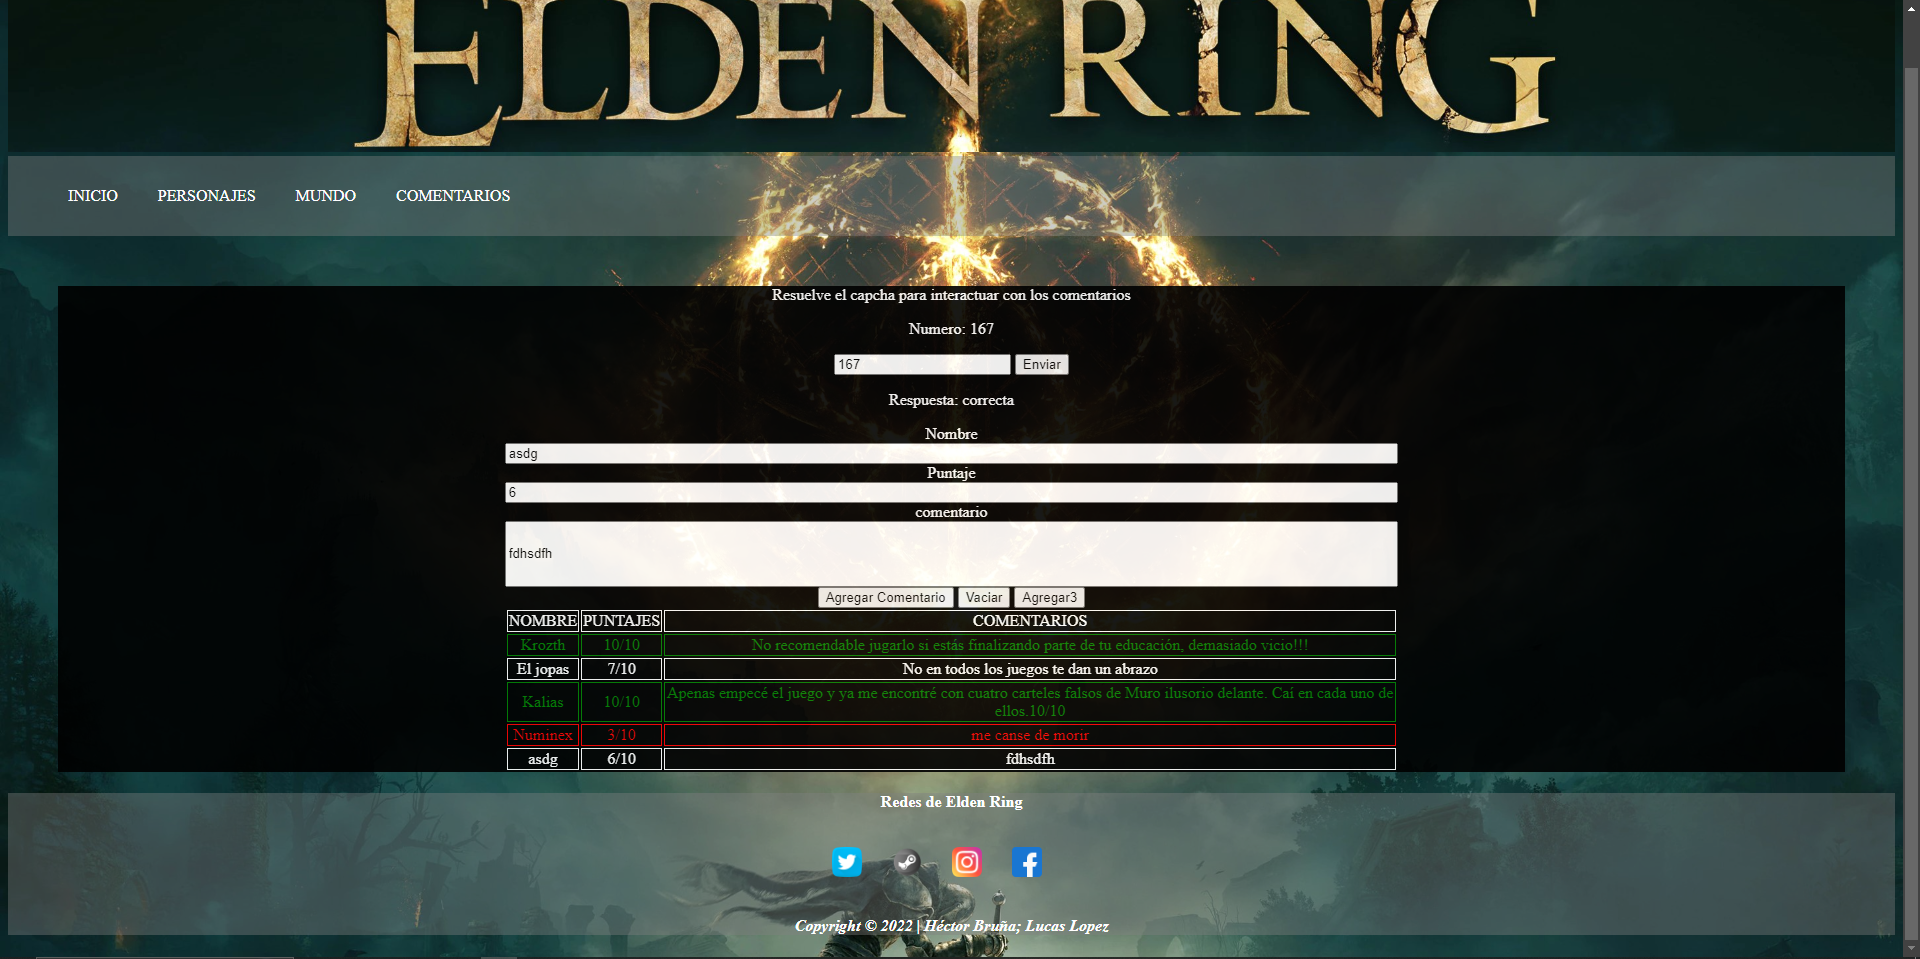 ELDEN RING
INICIO PERSONAJES MUNDO COMENTARIOS
Resuelve el capcha para interactuar con los comentarios
Numero: 167
167 Enviar
Respuesta: correcta
Nombre
asdg
Puntaje
6
comentario
fdhsdfh
Agregar Comentario Vaciar Agregar3
NOMBRE PUNTAJES COMENTARIOS
Krozth 10/10 No recomendable jugarlo si estás finalizando parte de tu educación, demasiado vicio!!!
El jopas 7/10 No en todos los juegos te dan un abrazo
Kalias 10/10 Apenas empecé el juego y ya me encontré con cuatro carteles falsos de Muro ilusorio delante. Caí en cada uno de
ellos.10/10
Numinex 3/10 me canse de morir
asdg 6/10 fdhsdfh
Redes de Elden Ring
Copyright © 2022 | Héctor Bruña; Lucas Lopez